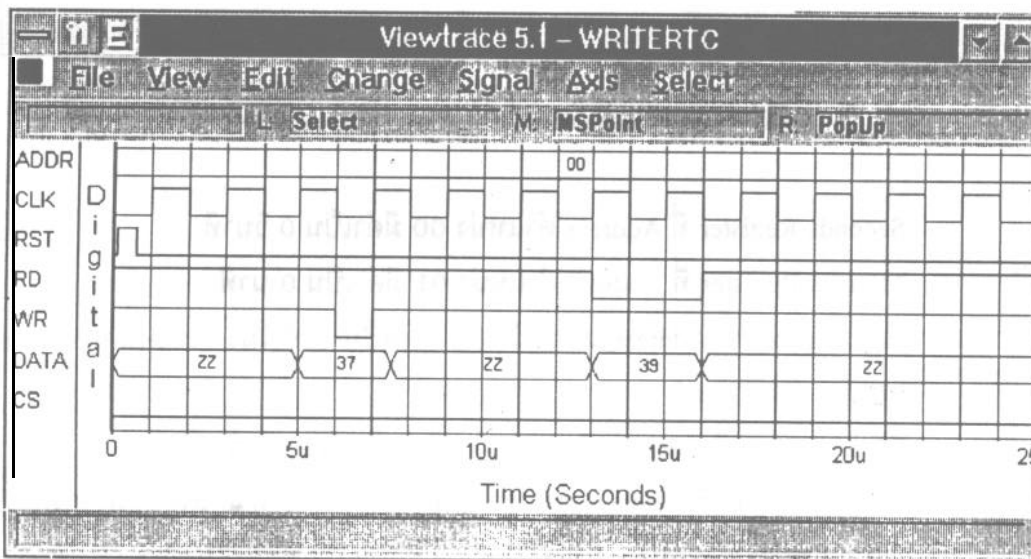 Viewtrace 5.1 – WRITERTC
File View Edit Change Signal Axis Select
L: Select M: MSPoint R: PopUp
ADDR 00
CLK
RST
RD
WR
DATA ZZ 37 ZZ 39 ZZ
CS
Digital
0 5u 10u 15u 20u 25
Time (Seconds)